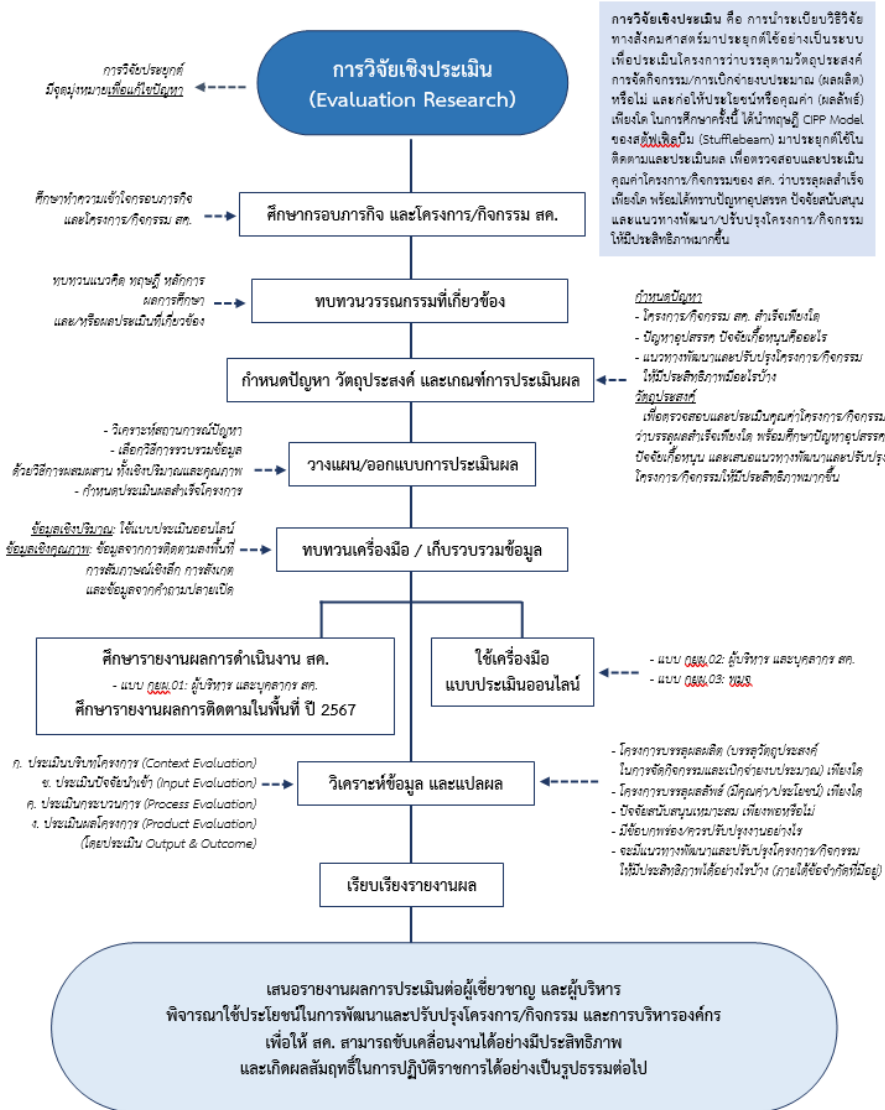 การวิจัยเชิงประเมิน
(Evaluation Research)
การวิจัยประยุกต์
มีจุดมุ่งหมายเพื่อแก้ไขปัญหา
การวิจัยเชิงประเมิน คือ การนำระเบียบวิธีวิจัย
ทางสังคมศาสตร์มาประยุกต์ใช้อย่างเป็นระบบ
เพื่อประเมินโครงการว่าบรรลุตามวัตถุประสงค์
การจัดกิจกรรม/การเบิกจ่ายงบประมาณ (ผลผลิต)
หรือไม่ และก่อให้ประโยชน์หรือคุณค่า (ผลลัพธ์)
เพียงใด ในการศึกษาครั้งนี้ ได้นำทฤษฎี CIPP Model
ของสตัฟเฟิลบีม (Stufflebeam) มาประยุกต์ใช้ใน
ติดตามและประเมินผล เพื่อตรวจสอบและประเมิน
คุณค่าโครงการ/กิจกรรมของ สค. ว่าบรรลุผลสำเร็จ
เพียงใด พร้อมได้ทราบปัญหาอุปสรรค ปัจจัยสนับสนุน
และแนวทางพัฒนา/ปรับปรุงโครงการ/กิจกรรม
ให้มีประสิทธิภาพมากขึ้น
ศึกษาทำความเข้าใจกรอบภารกิจ
และโครงการ/กิจกรรม สค.
ศึกษากรอบภารกิจ และโครงการ/กิจกรรม สค.
ทบทวนแนวคิด ทฤษฎี หลักการ
ผลการศึกษา
และ/หรือผลประเมินที่เกี่ยวข้อง
ทบทวนวรรณกรรมที่เกี่ยวข้อง
กำหนดปัญหา วัตถุประสงค์ และเกณฑ์การประเมินผล
กำหนดปัญหา
- โครงการ/กิจกรรม สค. สำเร็จเพียงใด
- ปัญหาอุปสรรค ปัจจัยเกื้อหนุนคืออะไร
- แนวทางพัฒนาและปรับปรุงโครงการ/กิจกรรม
ให้มีประสิทธิภาพมีอะไรบ้าง
วัตถุประสงค์
เพื่อตรวจสอบและประเมินคุณค่าโครงการ/กิจกรรม
ว่าบรรลุผลสำเร็จเพียงใด พร้อมศึกษาปัญหาอุปสรรค
ปัจจัยเกื้อหนุน และเสนอแนวทางพัฒนาและปรับปรุง
โครงการ/กิจกรรมให้มีประสิทธิภาพมากขึ้น
- วิเคราะห์สถานการณ์ปัญหา
- เลือกวิธีการรวบรวมข้อมูล
ด้วยวิธีการผสมผสาน ทั้งเชิงปริมาณและคุณภาพ
- กำหนดประเมินผลสำเร็จโครงการ
วางแผน/ออกแบบการประเมินผล
ข้อมูลเชิงปริมาณ: ใช้แบบประเมินออนไลน์
ข้อมูลเชิงคุณภาพ: ข้อมูลจากการติดตามลงพื้นที่
การสัมภาษณ์เชิงลึก การสังเกต
และข้อมูลจากคำถามปลายเปิด
ทบทวนเครื่องมือ / เก็บรวบรวมข้อมูล
ศึกษารายงานผลการดำเนินงาน สค.
- แบบ กยผ.01: ผู้บริหาร และบุคลากร สค.
ศึกษารายงานผลการติดตามในพื้นที่ ปี 2567
ใช้เครื่องมือ
แบบประเมินออนไลน์
- แบบ กยผ.02: ผู้บริหาร และบุคลากร สค.
- แบบ กยผ.03: พมจ
ก. ประเมินบริบทโครงการ (Context Evaluation)
ข. ประเมินปัจจัยนำเข้า (Input Evaluation)
ค. ประเมินกระบวนการ (Process Evaluation)
ง. ประเมินผลโครงการ (Product Evaluation)
(โดยประเมิน Output & Outcome)
วิเคราะห์ข้อมูล และแปลผล
- โครงการบรรลุผลผลิต (บรรลุวัตถุประสงค์
ในการจัดกิจกรรมและเบิกจ่ายงบประมาณ) เพียงใด
- โครงการบรรลุผลลัพธ์ (มีคุณค่า/ประโยชน์) เพียงใด
- ปัจจัยสนับสนุนเหมาะสม เพียงพอหรือไม่
- มีข้อบกพร่อง/ควรปรับปรุงงานอย่างไร
- จะมีแนวทางพัฒนาและปรับปรุงโครงการ/กิจกรรม
ให้มีประสิทธิภาพได้อย่างไรบ้าง (ภายใต้ข้อจำกัดที่มีอยู่)
เรียบเรียงรายงานผล
เสนอรายงานผลการประเมินต่อผู้เชี่ยวชาญ และผู้บริหาร
พิจารณาใช้ประโยชน์ในการพัฒนาและปรับปรุงโครงการ/กิจกรรม และการบริหารองค์กร
เพื่อให้ สค. สามารถขับเคลื่อนงานได้อย่างมีประสิทธิภาพ
และเกิดผลสัมฤทธิ์ในการปฏิบัติราชการได้อย่างเป็นรูปธรรมต่อไป